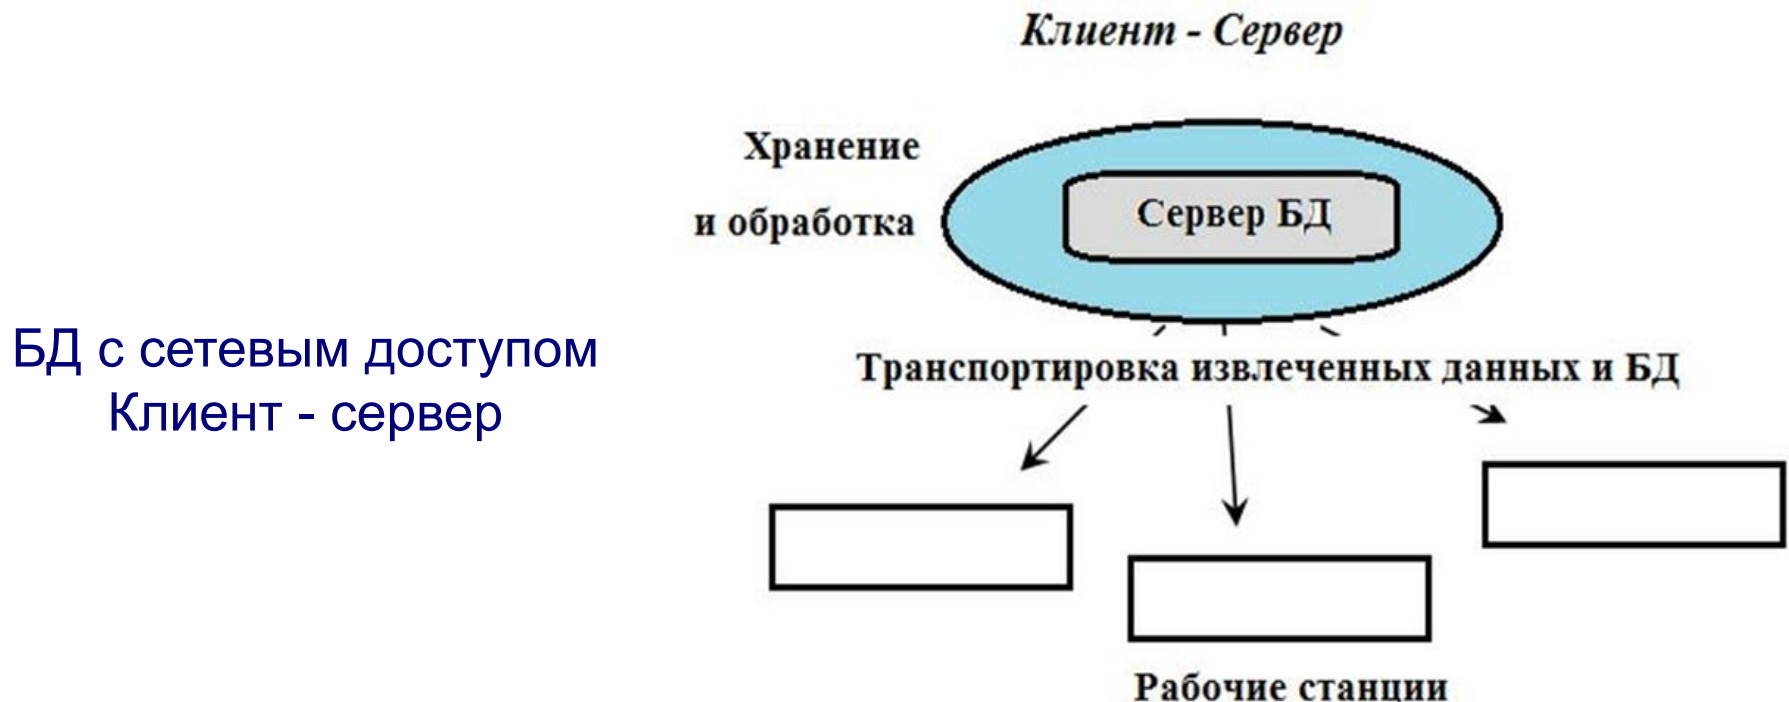 Клиент - Сервер
Хранение
и обработка
Сервер БД
БД с сетевым доступом
Клиент - сервер
Транспортировка извлеченных данных и БД
Рабочие станции